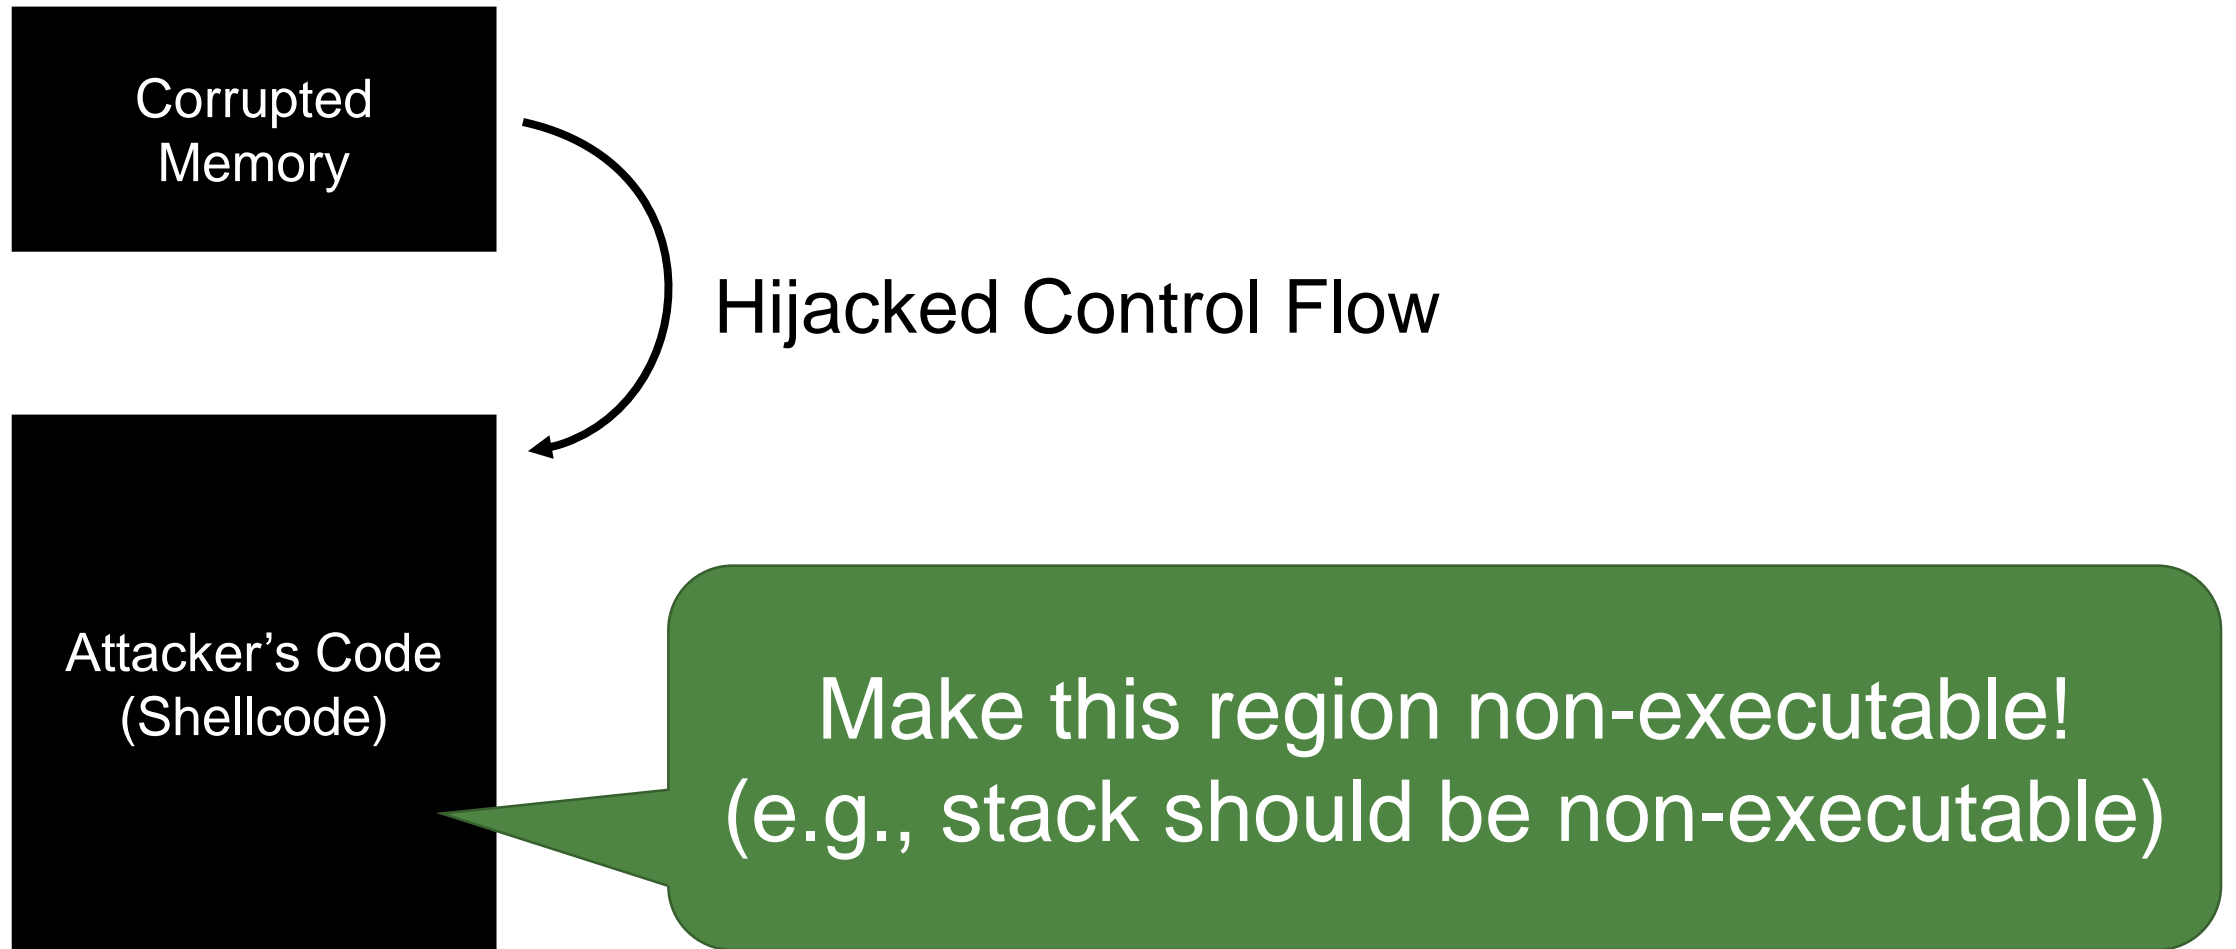 Corrupted
Memory
Hijacked Control Flow
Attacker’s Code
(Shellcode)
Make this region non-executable!
(e.g., stack should be non-executable)